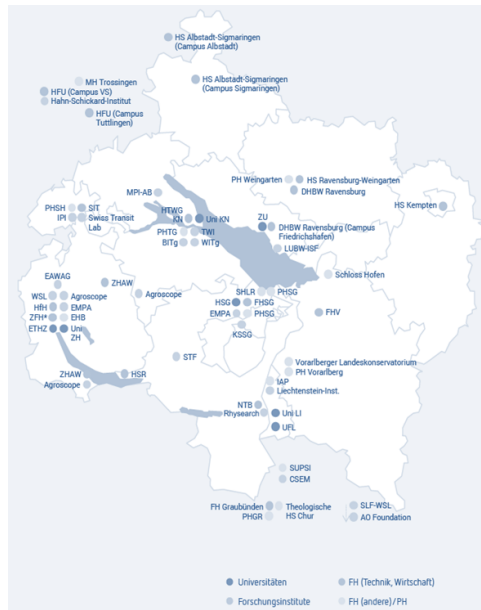 HS Albstadt-Sigmaringen
(Campus Albstadt)
MH Trossingen
HFU (Campus VS)
Hahn-Schickard-Institut
HFU (Campus
Tuttlingen)
HS Albstadt-Sigmaringen
(Campus Sigmaringen)
MPI-AB
PH Weingarten
HS Ravensburg-Weingarten
DHBW Ravensburg
HS Kempten
PHSH
SIT
IPI
Swiss Transit
Lab
HTWG
KN
Uni KN
PHTG
TWI
BITg
WITg
ZU
DHBW Ravensburg (Campus
Friedrichshafen)
LUBW-ISF
Schloss Hofen
EAWAG
WSL
Agroscope
HfH
EMPA
ZFH*
EHB
ETHZ
Uni
ZH
ZHAW
Agroscope
SHLR
PHSG
HSG
FHSG
EMPA
PHSG
KSSG
FHV
STF
ZHAW
HSR
Agroscope
Vorarlberger Landeskonservatorium
PH Vorarlberg
IAP
Liechtenstein-Inst.
NTB
Rhysearch
Uni LI
UFL
SUPSI
CSEM
FH Graubünden
Theologische
HS Chur
PHGR
SLF-WSL
AO Foundation
Universitäten
FH (Technik, Wirtschaft)
Forschungsinstitute
FH (andere)/PH